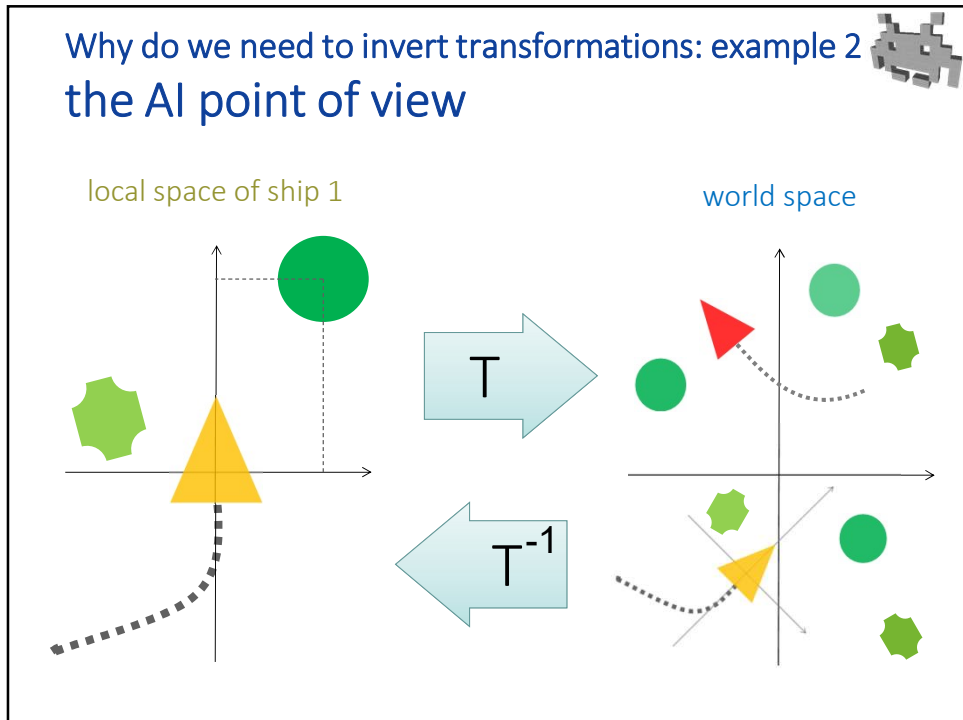 Why do we need to invert transformations: example 2
the AI point of view
local space of ship 1
world space
T
T-1